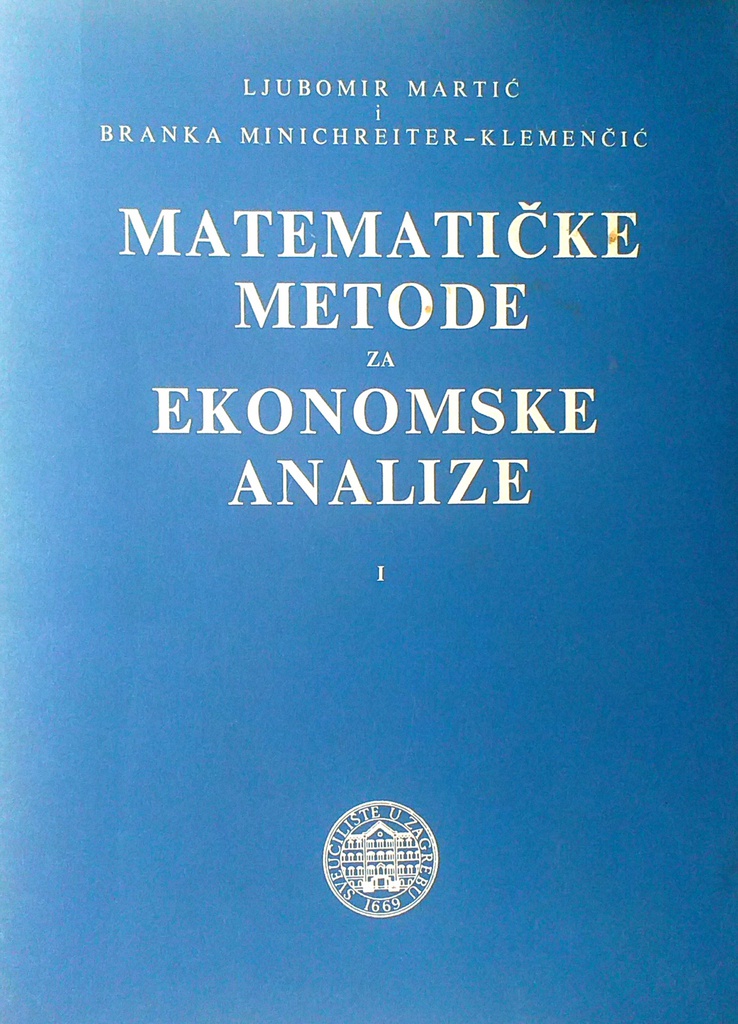 LJUBOMIR MARTIĆ
i
BRANKA MINICHREITER–KLEMENČIĆ
MATEMATIČKE
METODE
ZA
EKONOMSKE
ANALIZE
I
SVEUČILIŠTE U ZAGREBU
1669